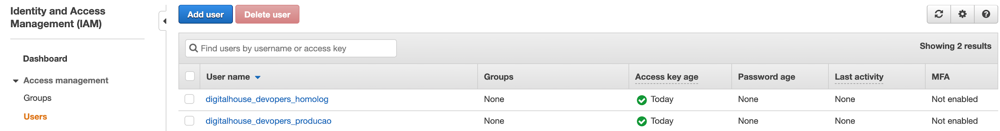 Identity and Access
Management (IAM)
Dashboard
Access management
Groups
Users
Add user
Delete user
Find users by username or access key
Showing 2 results
User name Groups Access key age Password age Last activity MFA
digitalhouse_devopers_homolog None Today None None Not enabled
digitalhouse_devopers_producao None Today None None Not enabled